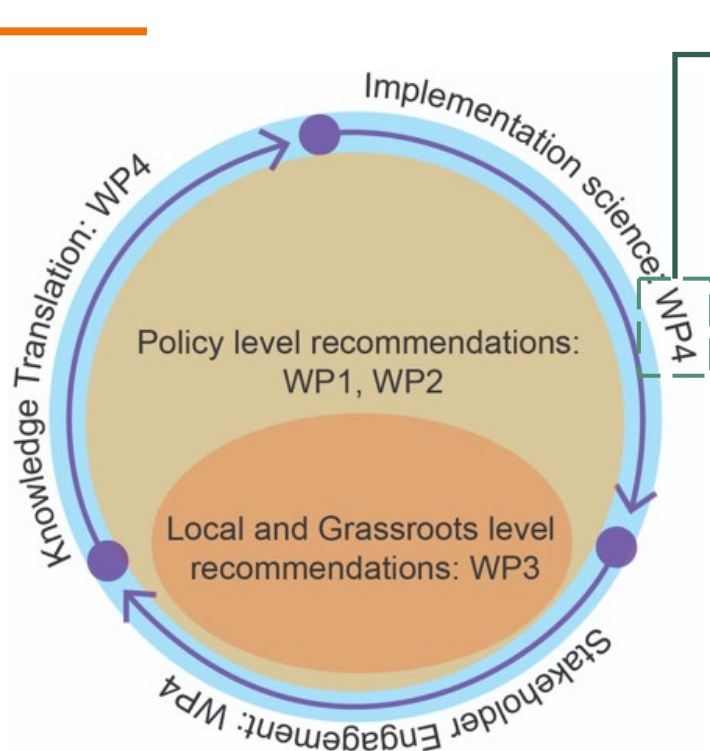 Implementation science: WP4
Knowledge Translation: WP4
Policy level recommendations:
WP1, WP2
Local and Grassroots level
recommendations: WP3
Stakeholder Engagement: WP4